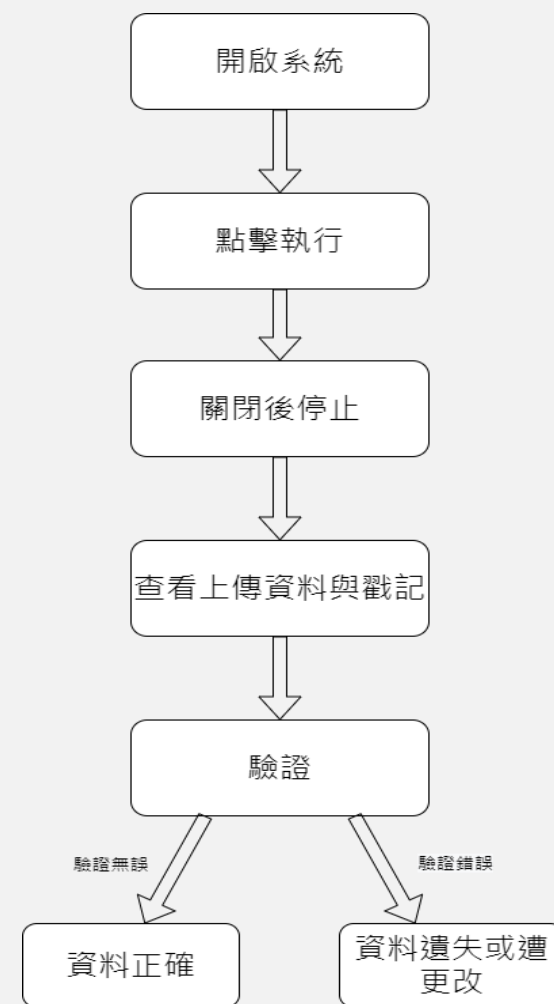 開啟系統
點擊執行
關閉後停止
查看上傳資料與戳記
驗證
驗證無誤
驗證錯誤
資料正確
資料遺失或遭
更改